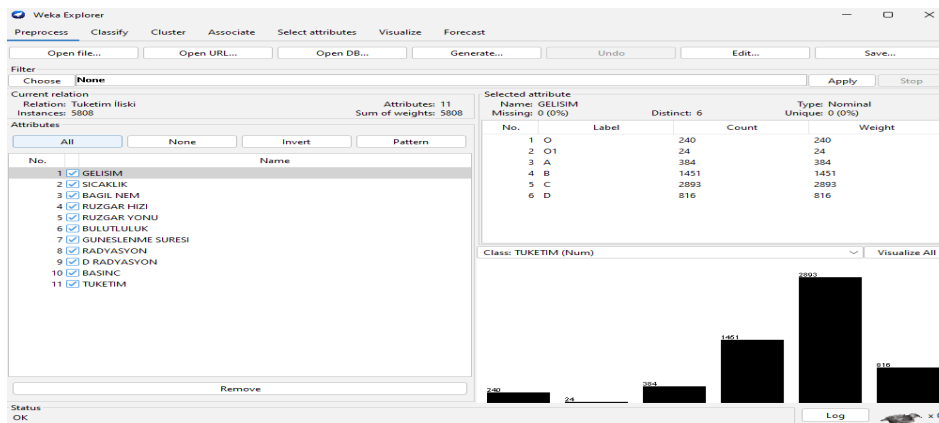 Weka Explorer
Preprocess Classify Cluster Associate Select attributes Visualize Forecast
Open file... Open URL... Open DB... Generate... Undo Edit... Save...
Filter
Choose None Apply Stop
Current relation
Relation: Tuketim İliski Attributes: 11
Instances: 5808 Sum of weights: 5808
Attributes
All None Invert Pattern
No. Name
1 GELISIM
2 SICAKLIK
3 BAGIL NEM
4 RUZGAR HIZI
5 RUZGAR YONU
6 BULUTLULUK
7 GUNESLENME SURESI
8 RADYASYON
9 D RADYASYON
10 BASINC
11 TUKETIM
Remove
Selected attribute
Name: GELISIM Type: Nominal
Missing: 0 (0%) Distinct: 6 Unique: 0 (0%)
No. Label Count Weight
1 O 240 240
2 O1 24 24
3 A 384 384
4 B 1451 1451
5 C 2893 2893
6 D 816 816
Class: TUKETIM (Num) Visualize All
240 24 384 1451 2893 816
Status
OK Log